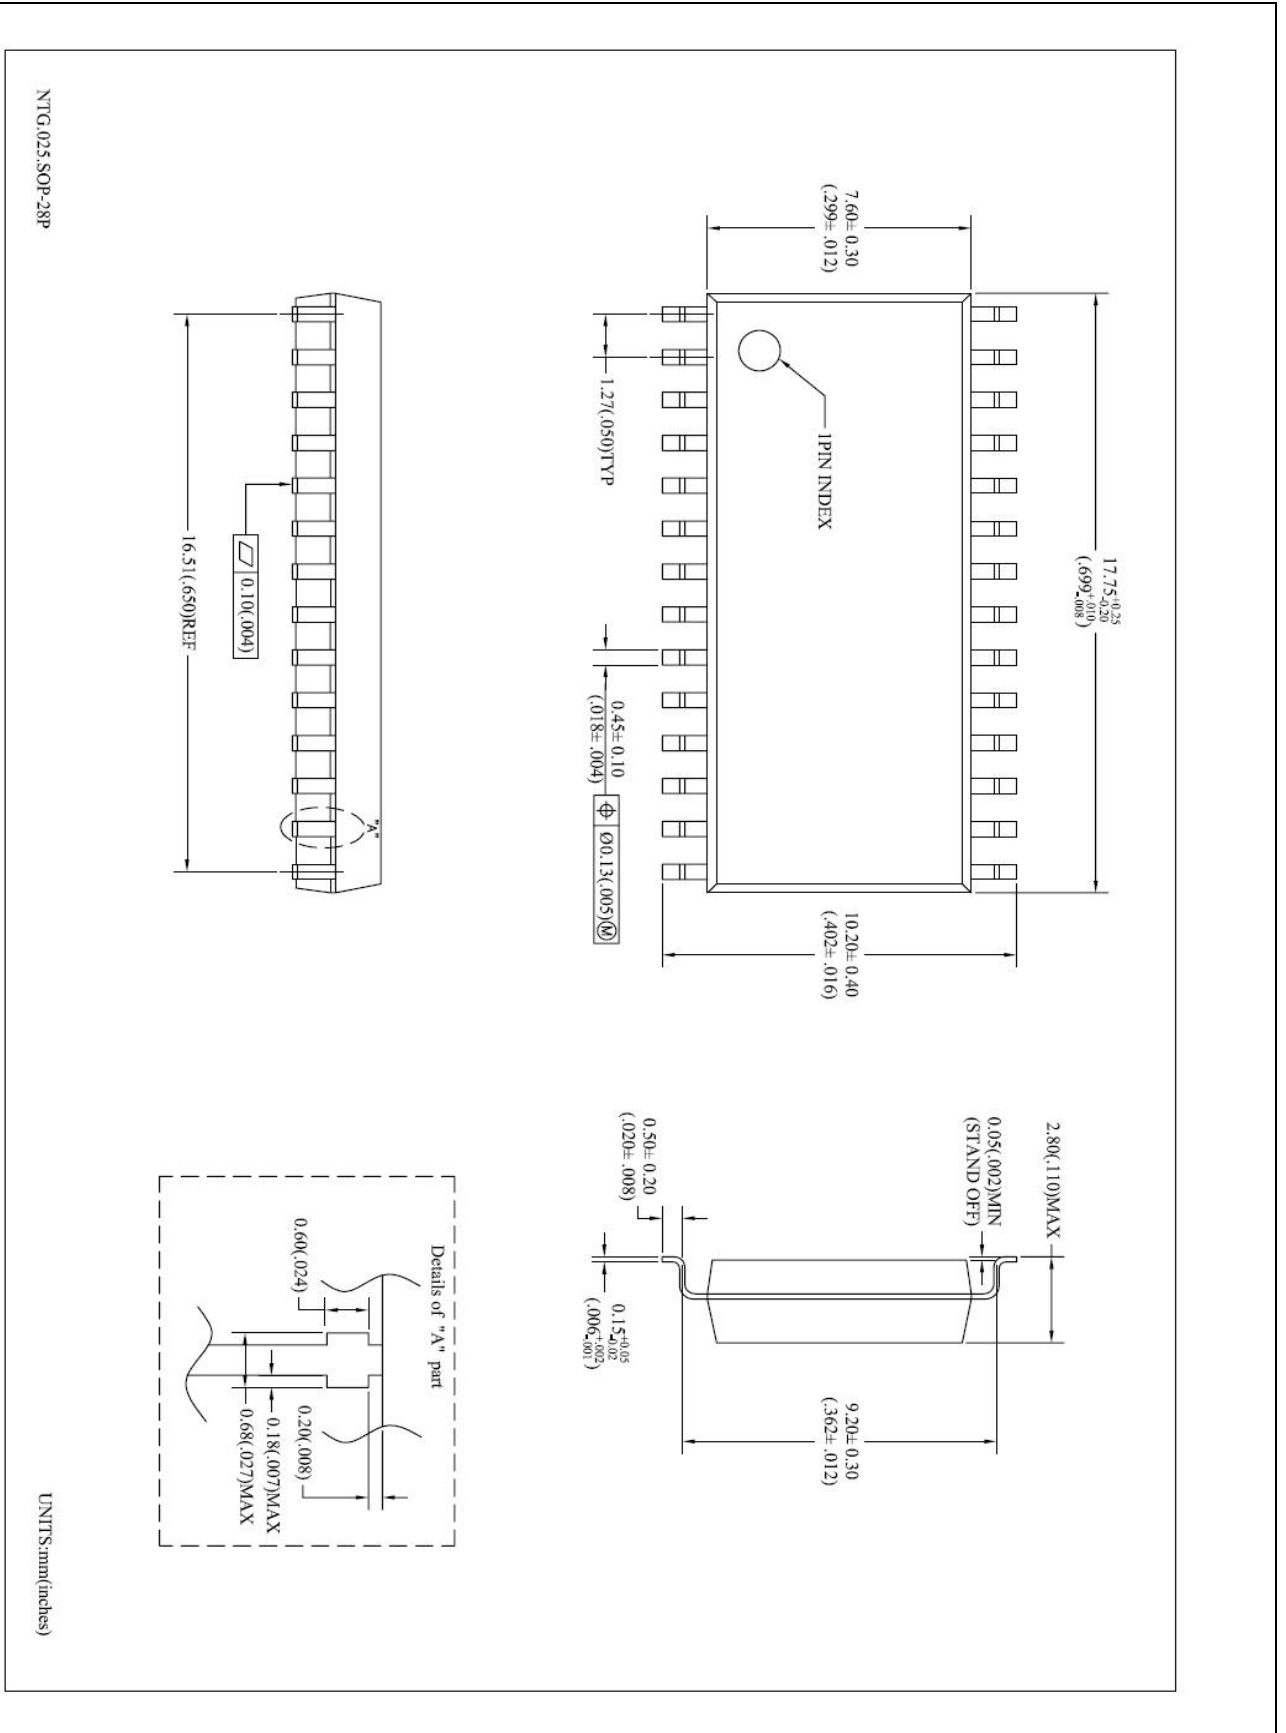 17.75+0.25-0.20
(.699+.010-.008)
7.60± 0.30
(.299± .012)
1PIN INDEX
10.20± 0.40
(.402± .016)
1.27(.050)TYP
0.45± 0.10
(.018± .004)
Ø0.13(.005)Ⓜ
2.80(.110)MAX
0.05(.002)MIN
(STAND OFF)
9.20± 0.30
(.362± .012)
0.50± 0.20
(.020± .008)
0.15+0.05-0.02
(.006+.002-.001)
"A"
0.10(.004)
16.51(.650)REF
Details of "A" part
0.60(.024)
0.20(.008)
0.18(.007)MAX
0.68(.027)MAX
NTG.025.SOP-28P
UNITS:mm(inches)